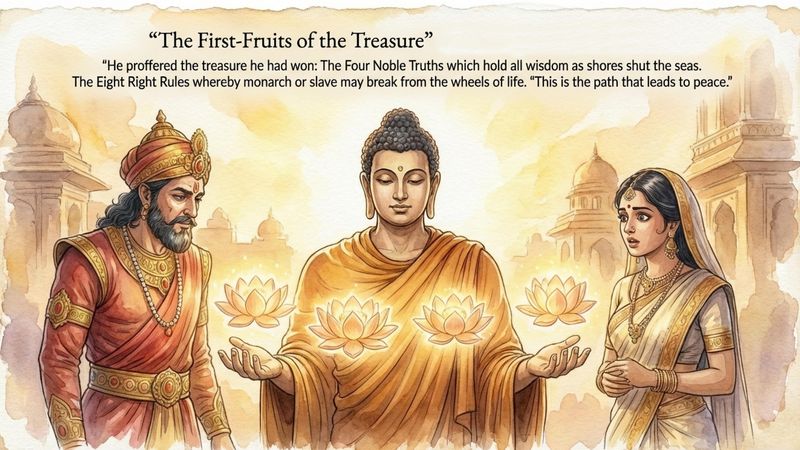 “The First-Fruits of the Treasure”
“He proffered the treasure he had won: The Four Noble Truths which hold all wisdom as shores shut the seas.
The Eight Right Rules whereby monarch or slave may break from the wheels of life. “This is the path that leads to peace.”